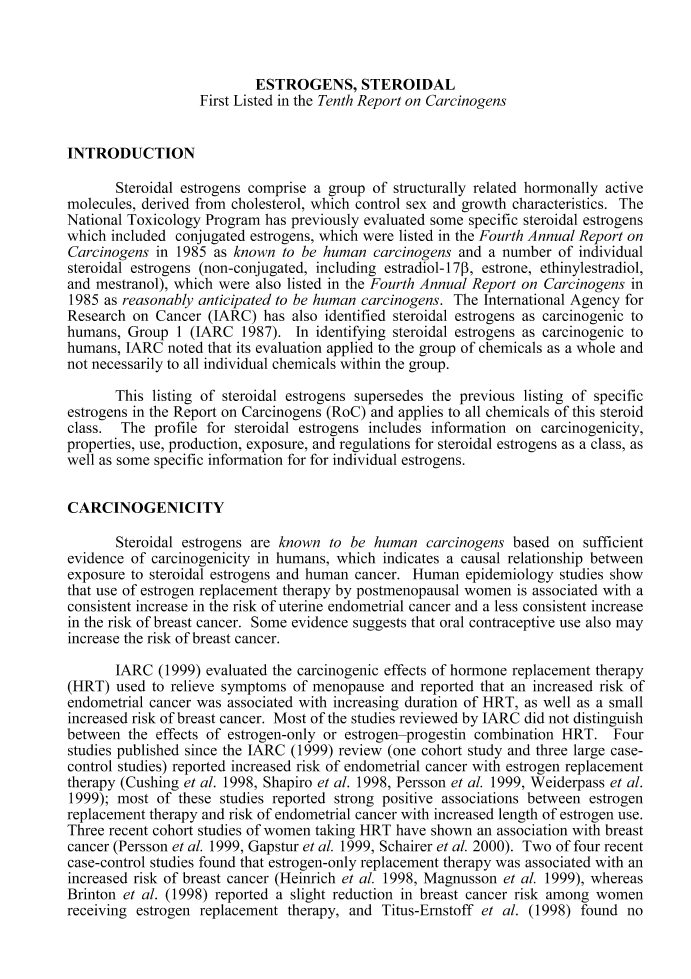 ESTROGENS, STEROIDAL
First Listed in the Tenth Report on Carcinogens
INTRODUCTION
Steroidal estrogens comprise a group of structurally related hormonally active
molecules, derived from cholesterol, which control sex and growth characteristics. The
National Toxicology Program has previously evaluated some specific steroidal estrogens
which included conjugated estrogens, which were listed in the Fourth Annual Report on
Carcinogens in 1985 as known to be human carcinogens and a number of individual
steroidal estrogens (non-conjugated, including estradiol-17β, estrone, ethinylestradiol,
and mestranol), which were also listed in the Fourth Annual Report on Carcinogens in
1985 as reasonably anticipated to be human carcinogens. The International Agency for
Research on Cancer (IARC) has also identified steroidal estrogens as carcinogenic to
humans, Group 1 (IARC 1987). In identifying steroidal estrogens as carcinogenic to
humans, IARC noted that its evaluation applied to the group of chemicals as a whole and
not necessarily to all individual chemicals within the group.
This listing of steroidal estrogens supersedes the previous listing of specific
estrogens in the Report on Carcinogens (RoC) and applies to all chemicals of this steroid
class. The profile for steroidal estrogens includes information on carcinogenicity,
properties, use, production, exposure, and regulations for steroidal estrogens as a class, as
well as some specific information for for individual estrogens.
CARCINOGENICITY
Steroidal estrogens are known to be human carcinogens based on sufficient
evidence of carcinogenicity in humans, which indicates a causal relationship between
exposure to steroidal estrogens and human cancer. Human epidemiology studies show
that use of estrogen replacement therapy by postmenopausal women is associated with a
consistent increase in the risk of uterine endometrial cancer and a less consistent increase
in the risk of breast cancer. Some evidence suggests that oral contraceptive use also may
increase the risk of breast cancer.
IARC (1999) evaluated the carcinogenic effects of hormone replacement therapy
(HRT) used to relieve symptoms of menopause and reported that an increased risk of
endometrial cancer was associated with increasing duration of HRT, as well as a small
increased risk of breast cancer. Most of the studies reviewed by IARC did not distinguish
between the effects of estrogen-only or estrogen–progestin combination HRT. Four
studies published since the IARC (1999) review (one cohort study and three large case-
control studies) reported increased risk of endometrial cancer with estrogen replacement
therapy (Cushing et al. 1998, Shapiro et al. 1998, Persson et al. 1999, Weiderpass et al.
1999); most of these studies reported strong positive associations between estrogen
replacement therapy and risk of endometrial cancer with increased length of estrogen use.
Three recent cohort studies of women taking HRT have shown an association with breast
cancer (Persson et al. 1999, Gapstur et al. 1999, Schairer et al. 2000). Two of four recent
case-control studies found that estrogen-only replacement therapy was associated with an
increased risk of breast cancer (Heinrich et al. 1998, Magnusson et al. 1999), whereas
Brinton et al. (1998) reported a slight reduction in breast cancer risk among women
receiving estrogen replacement therapy, and Titus-Ernstoff et al. (1998) found no